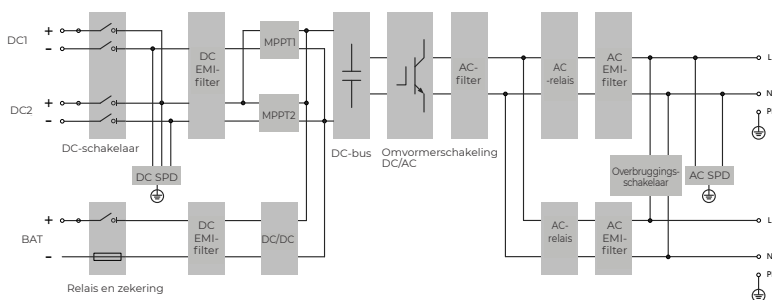 DC1
+
-
DC2
+
-
DC-schakelaar
DC SPD
DC
EMI-
filter
MPPT1
MPPT2
DC-bus
Omvormerschakeling
DC/AC
AC-
filter
AC
-relais
AC
EMI-
filter
L
N
Overbruggings-
schakelaar
AC SPD
BAT
+
-
Relais en zekering
DC
EMI-
filter
DC/DC
AC-
relais
AC
EMI-
filter
L
N